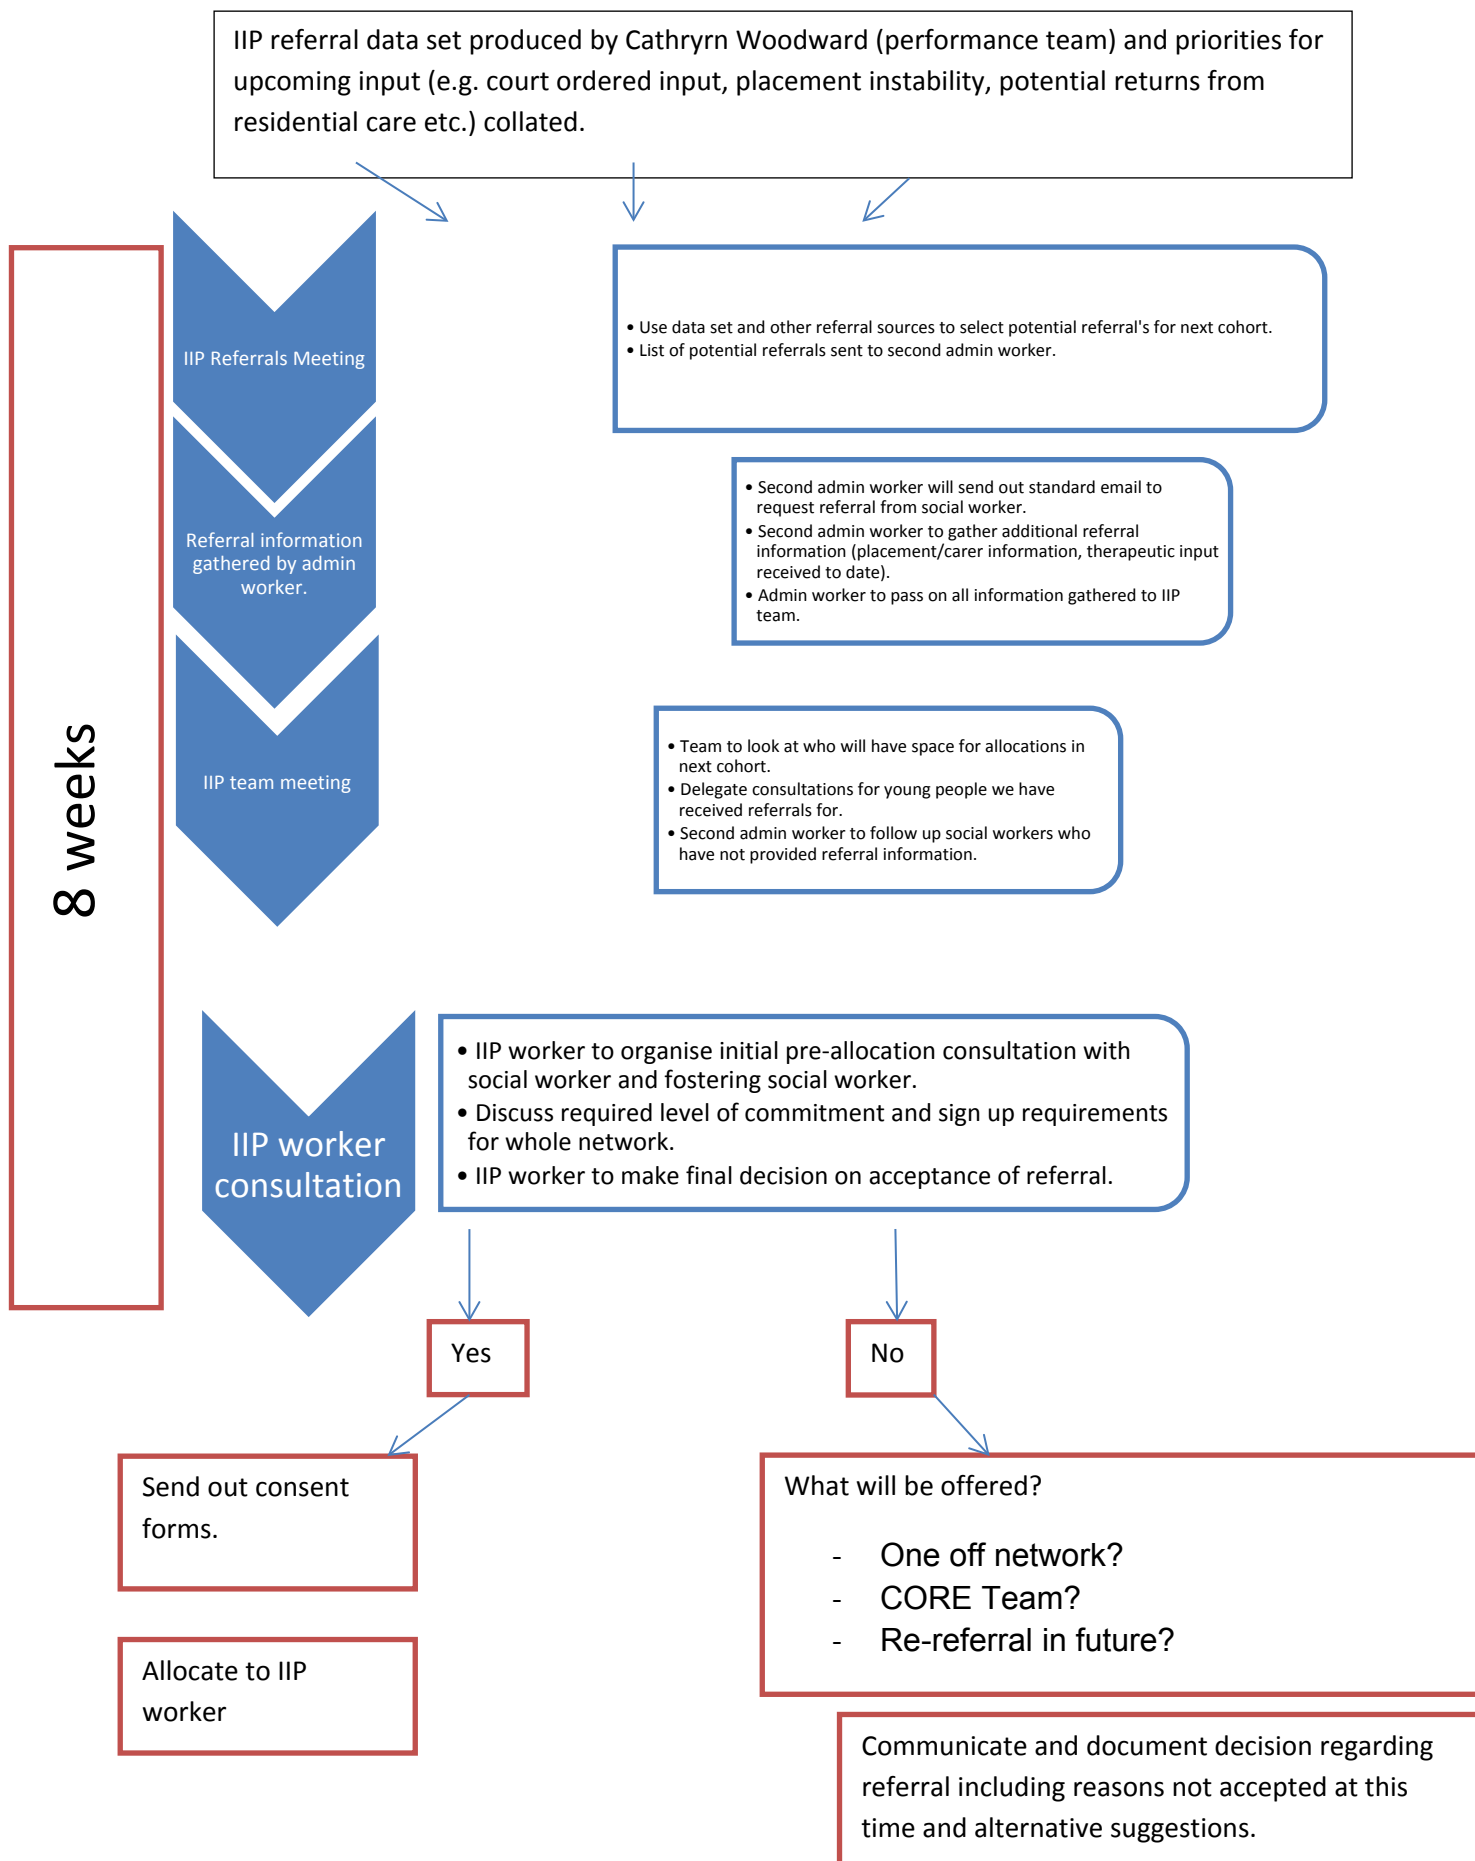 IIP referral data set produced by Cathryrn Woodward (performance team) and priorities for
upcoming input (e.g. court ordered input, placement instability, potential returns from
residential care etc.) collated.
8 weeks
IIP Referrals Meeting
• Use data set and other referral sources to select potential referral's for next cohort.
• List of potential referrals sent to second admin worker.
Referral information
gathered by admin
worker.
• Second admin worker will send out standard email to
request referral from social worker.
• Second admin worker to gather additional referral
information (placement/carer information, therapeutic input
received to date).
• Admin worker to pass on all information gathered to IIP
team.
IIP team meeting
• Team to look at who will have space for allocations in
next cohort.
• Delegate consultations for young people we have
received referrals for.
• Second admin worker to follow up social workers who
have not provided referral information.
IIP worker
consultation
• IIP worker to organise initial pre-allocation consultation with
social worker and fostering social worker.
• Discuss required level of commitment and sign up requirements
for whole network.
• IIP worker to make final decision on acceptance of referral.
Yes
No
Send out consent
forms.
Allocate to IIP
worker
What will be offered?
- One off network?
- CORE Team?
- Re-referral in future?
Communicate and document decision regarding
referral including reasons not accepted at this
time and alternative suggestions.